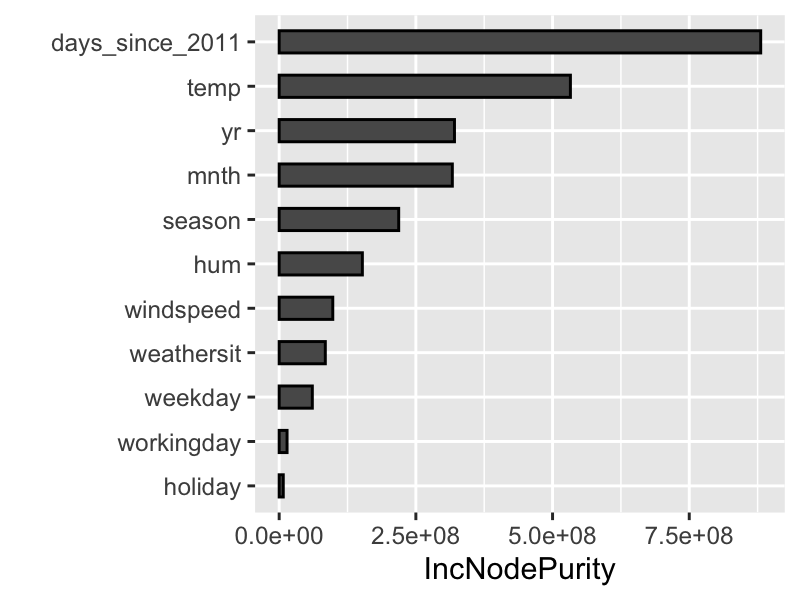 days_since_2011
temp
yr
mnth
season
hum
windspeed
weathersit
weekday
workingday
holiday
0.0e+00 2.5e+08 5.0e+08 7.5e+08
IncNodePurity